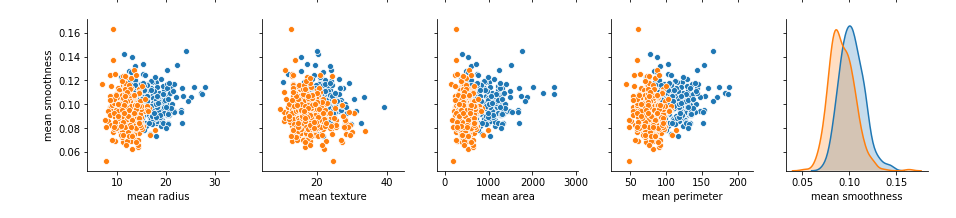 mean smoothness
0.16
0.14
0.12
0.10
0.08
0.06
10 20 30
20 40
0 1000 2000 3000
50 100 150 200
0.05 0.10 0.15
mean radius mean texture mean area mean perimeter mean smoothness